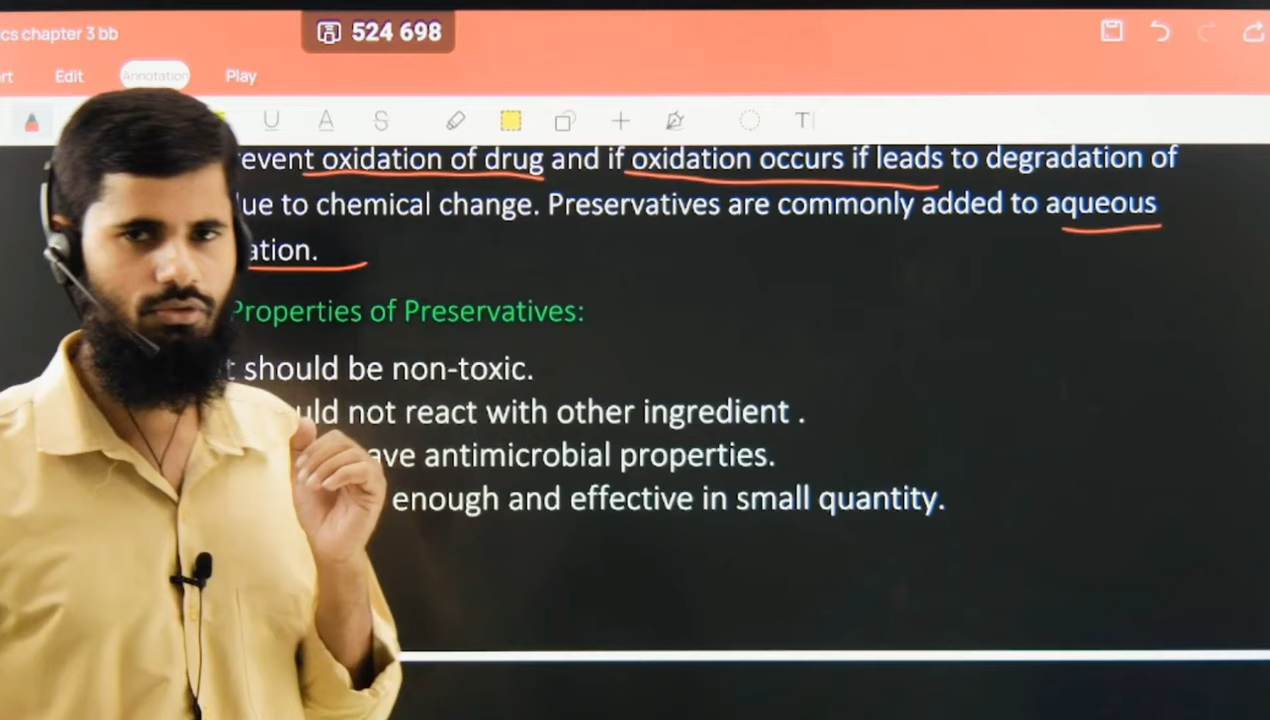 cs chapter 3 bb
524 698
rt Edit Annotation Play
U A S T
revent oxidation of drug and if oxidation occurs if leads to degradation of
ue to chemical change. Preservatives are commonly added to aqueous
ation.
Properties of Preservatives:
t should be non-toxic.
uld not react with other ingredient .
ave antimicrobial properties.
enough and effective in small quantity.